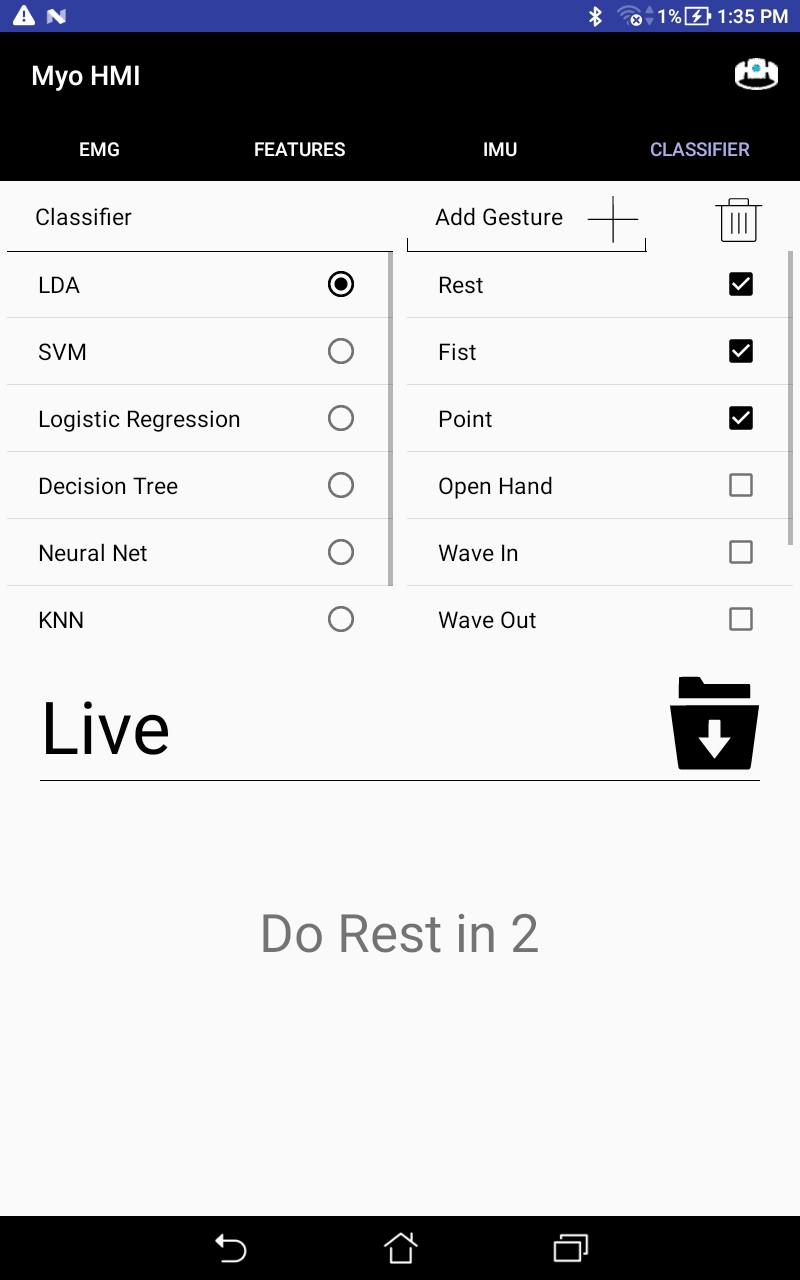 1% 1:35 PM
Myo HMI
EMG FEATURES IMU CLASSIFIER
Classifier Add Gesture
LDA Rest
SVM Fist
Logistic Regression Point
Decision Tree Open Hand
Neural Net Wave In
KNN Wave Out
Live
Do Rest in 2